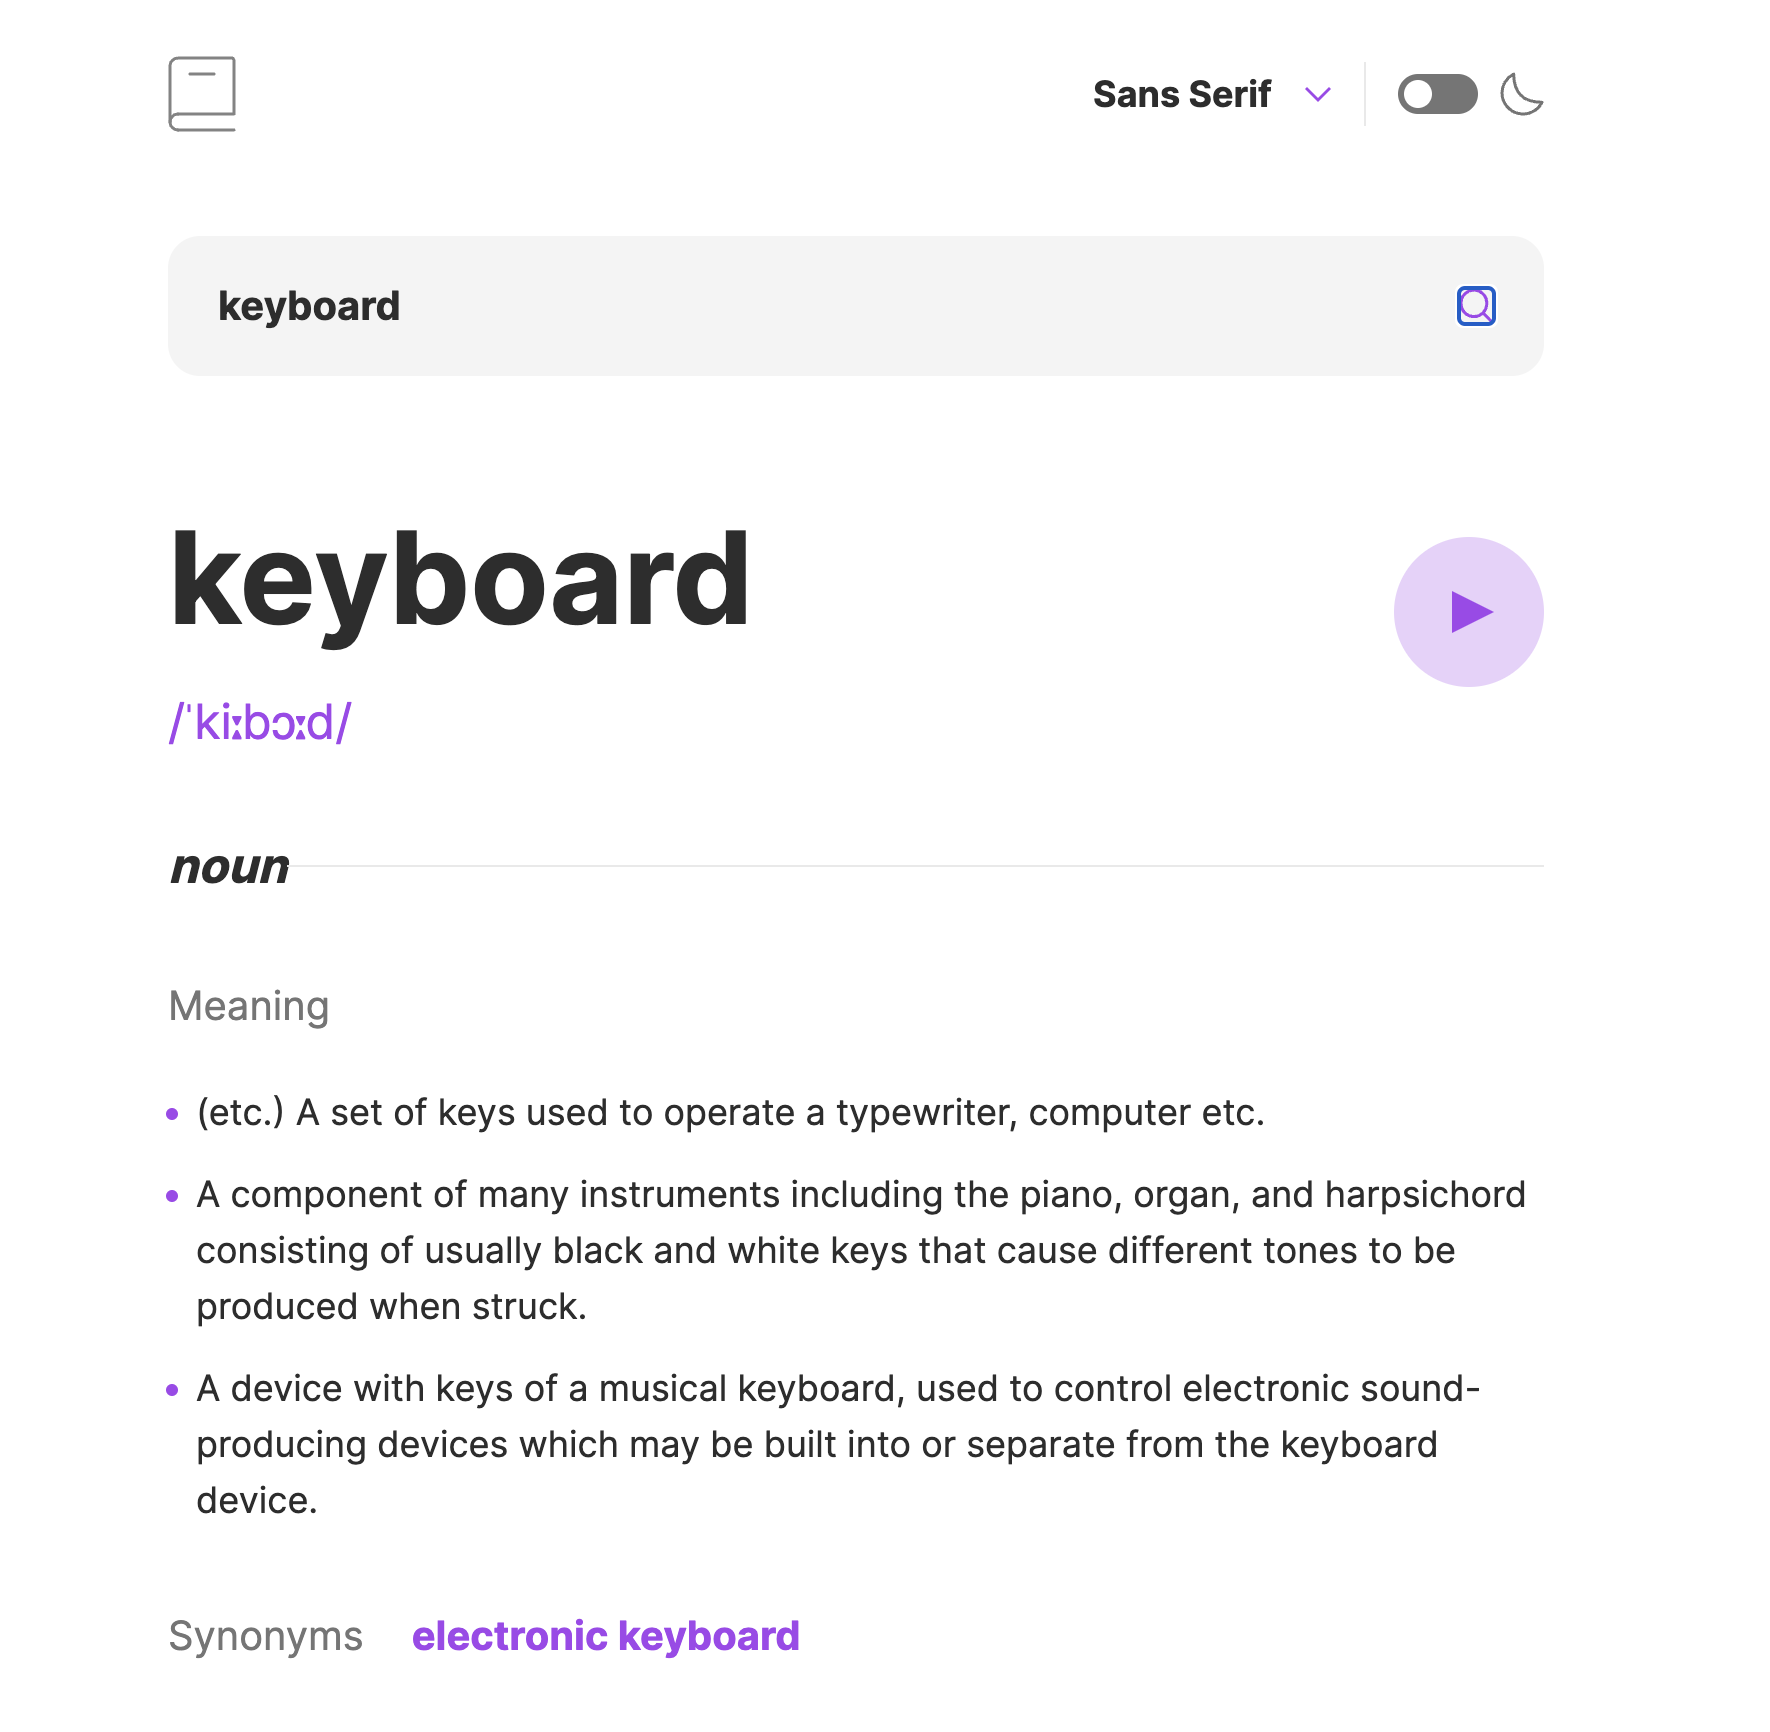 Sans Serif
keyboard
keyboard
/ˈkiːbɔːd/
noun
Meaning
(etc.) A set of keys used to operate a typewriter, computer etc.
A component of many instruments including the piano, organ, and harpsichord
consisting of usually black and white keys that cause different tones to be
produced when struck.
A device with keys of a musical keyboard, used to control electronic sound-
producing devices which may be built into or separate from the keyboard
device.
Synonyms electronic keyboard